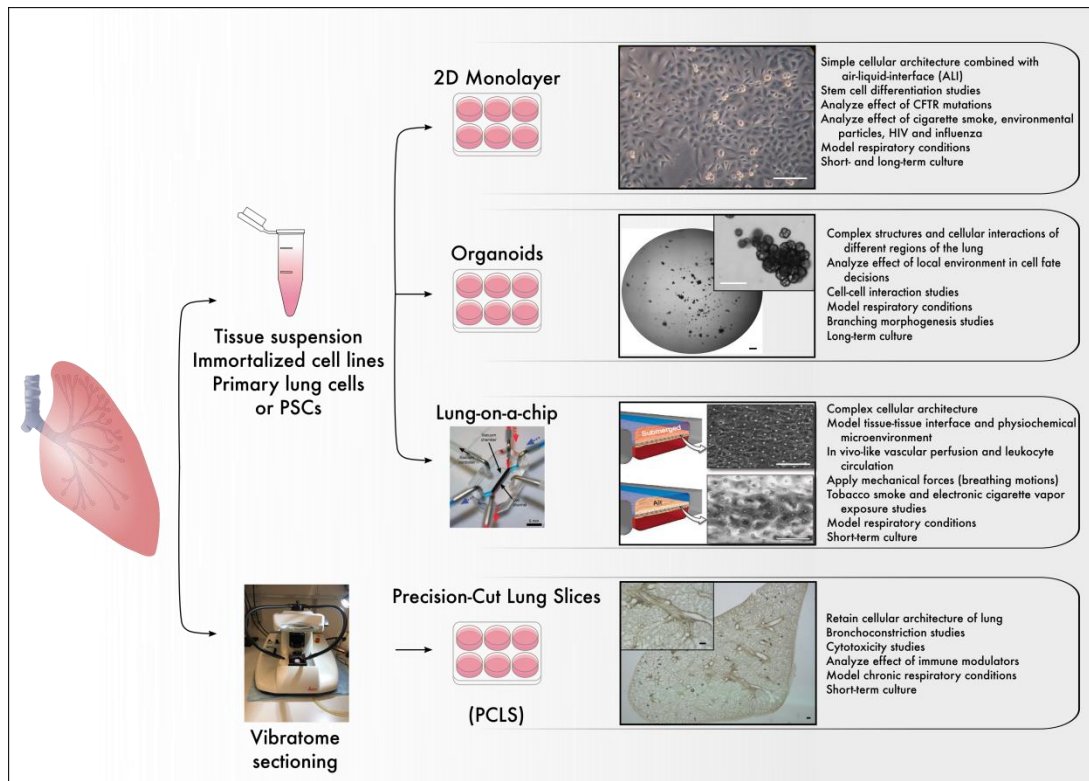 2D Monolayer
Simple cellular architecture combined with
air-liquid-interface (ALI)
Stem cell differentiation studies
Analyze effect of CFTR mutations
Analyze effect of cigarette smoke, environmental
particles, HIV and influenza
Model respiratory conditions
Short- and long-term culture
Tissue suspension
Immortalized cell lines
Primary lung cells
or PSCs
Organoids
Complex structures and cellular interactions of
different regions of the lung
Analyze effect of local environment in cell fate
decisions
Cell-cell interaction studies
Model respiratory conditions
Branching morphogenesis studies
Long-term culture
Lung-on-a-chip
Vacuum
chamber
Submerged
ALI
Complex cellular architecture
Model tissue-tissue interface and physiochemical
microenvironment
In vivo-like vascular perfusion and leukocyte
circulation
Apply mechanical forces (breathing motions)
Tobacco smoke and electronic cigarette vapor
exposure studies
Model respiratory conditions
Short-term culture
Vibratome
sectioning
Precision-Cut Lung Slices
(PCLS)
Retain cellular architecture of lung
Bronchoconstriction studies
Cytotoxicity studies
Analyze effect of immune modulators
Model chronic respiratory conditions
Short-term culture